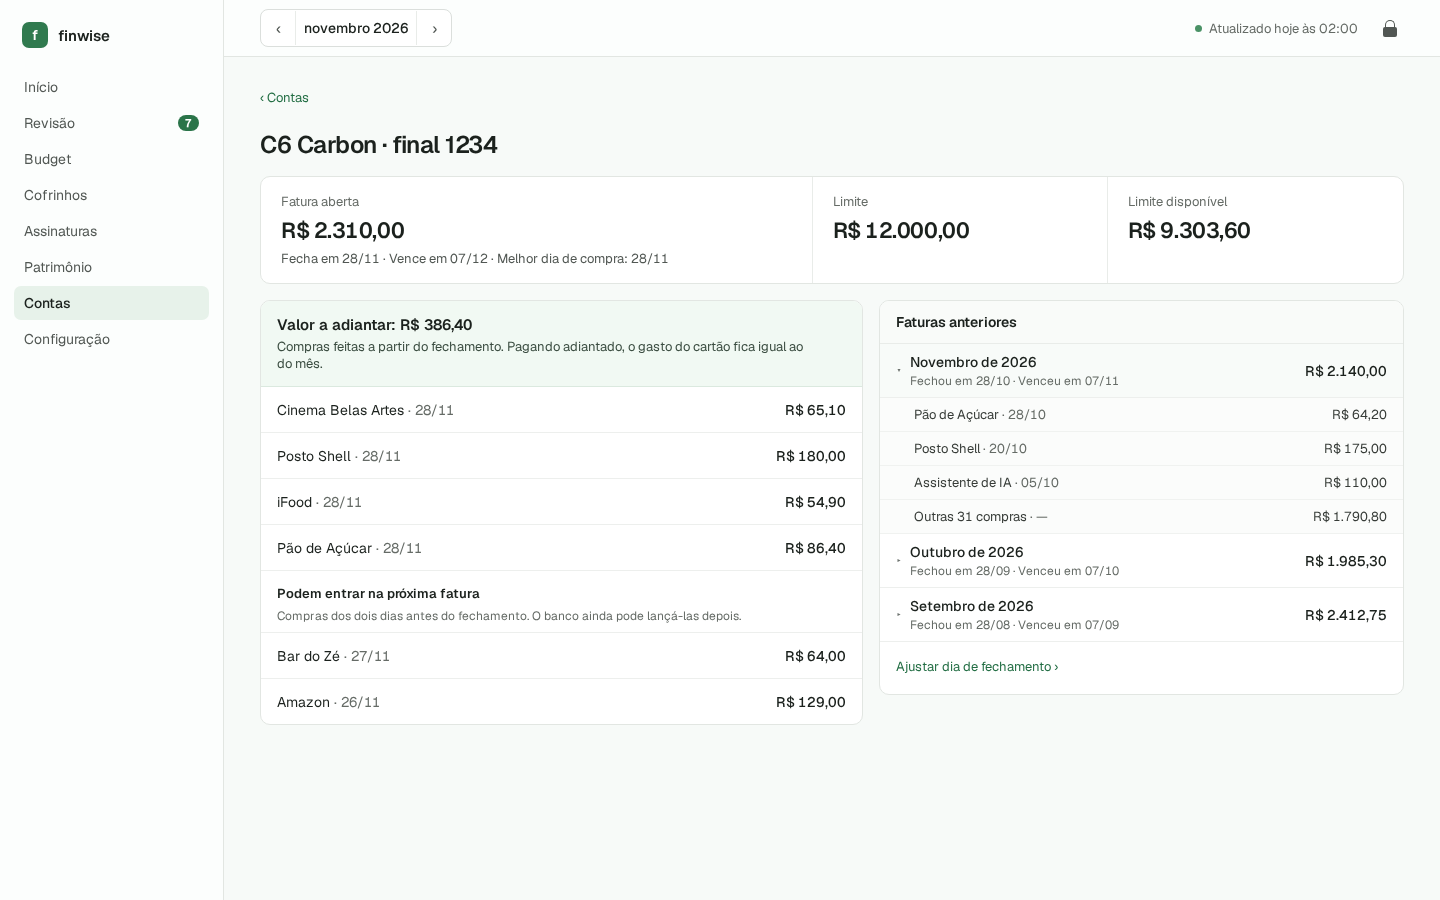 f finwise
Início
Revisão 7
Budget
Cofrinhos
Assinaturas
Patrimônio
Contas
Configuração
‹ novembro 2026 ›
Atualizado hoje às 02:00
‹ Contas
C6 Carbon · final 1234
Fatura aberta
R$ 2.310,00
Fecha em 28/11 · Vence em 07/12 · Melhor dia de compra: 28/11
Limite
R$ 12.000,00
Limite disponível
R$ 9.303,60
Valor a adiantar: R$ 386,40
Compras feitas a partir do fechamento. Pagando adiantado, o gasto do cartão fica igual ao
do mês.
Cinema Belas Artes · 28/11 R$ 65,10
Posto Shell · 28/11 R$ 180,00
iFood · 28/11 R$ 54,90
Pão de Açúcar · 28/11 R$ 86,40
Podem entrar na próxima fatura
Compras dos dois dias antes do fechamento. O banco ainda pode lançá-las depois.
Bar do Zé · 27/11 R$ 64,00
Amazon · 26/11 R$ 129,00
Faturas anteriores
Novembro de 2026 R$ 2.140,00
Fechou em 28/10 · Venceu em 07/11
Pão de Açúcar · 28/10 R$ 64,20
Posto Shell · 20/10 R$ 175,00
Assistente de IA · 05/10 R$ 110,00
Outras 31 compras · — R$ 1.790,80
Outubro de 2026 R$ 1.985,30
Fechou em 28/09 · Venceu em 07/10
Setembro de 2026 R$ 2.412,75
Fechou em 28/08 · Venceu em 07/09
Ajustar dia de fechamento ›